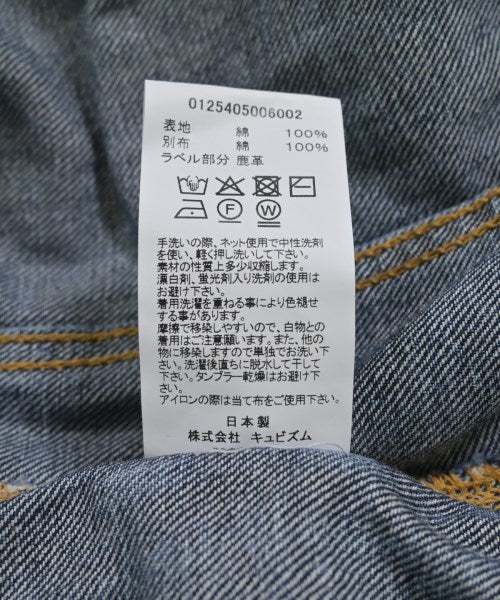 0125405006002
表地 綿 100%
別布 綿 100%
ラベル部分 鹿革
F W
手洗いの際、ネット使用で中性洗剤
を使い、軽く押し洗いして下さい。
素材の性質上多少収縮します。
漂白剤、蛍光剤入り洗剤の使用は
お避け下さい。
着用洗濯を重ねる事により色褪せ
する事があります。
摩擦で移染しやすいので、白物との
着用はご注意願います。また、他の
物に移染しますので単独でお洗い下
さい。洗濯後直ちに脱水して干して
下さい。タンブラー乾燥はお避け下
さい。
アイロンの際は当て布をご使用下さい。
日本製
株式会社 キュビズム